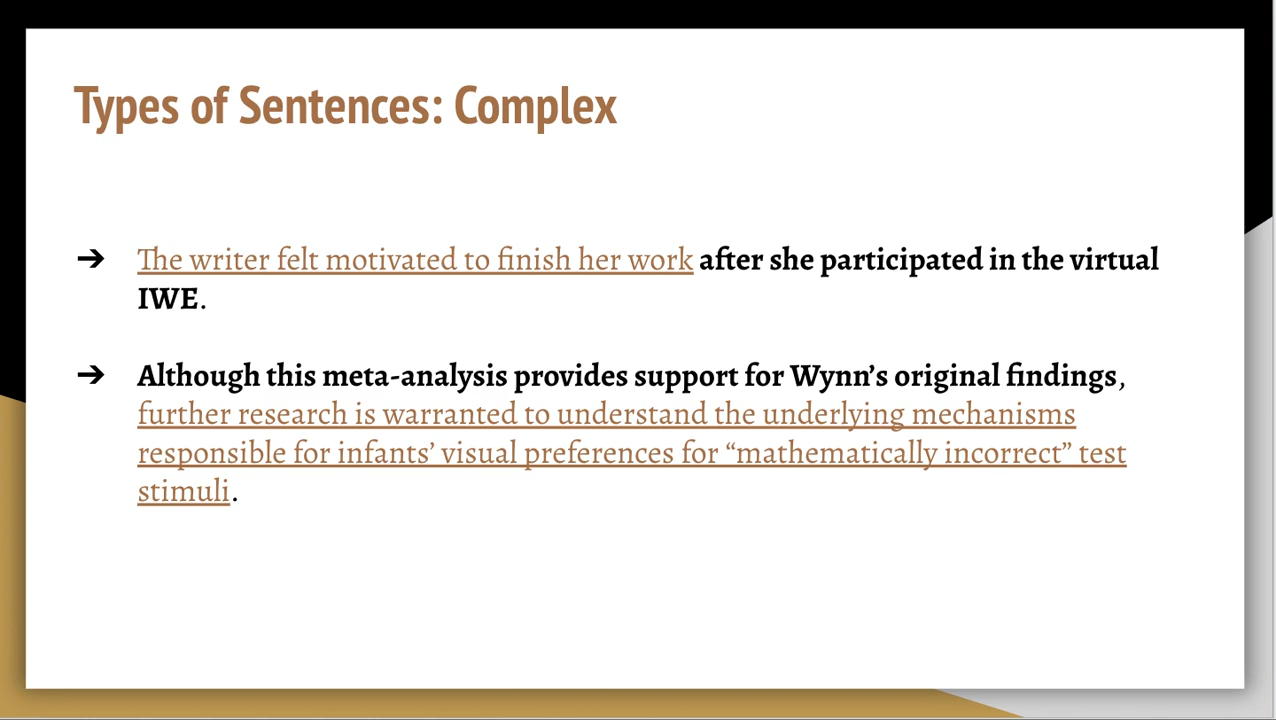 Types of Sentences: Complex
➔ The writer felt motivated to finish her work after she participated in the virtual
IWE.
➔ Although this meta-analysis provides support for Wynn’s original findings,
further research is warranted to understand the underlying mechanisms
responsible for infants’ visual preferences for “mathematically incorrect” test
stimuli.